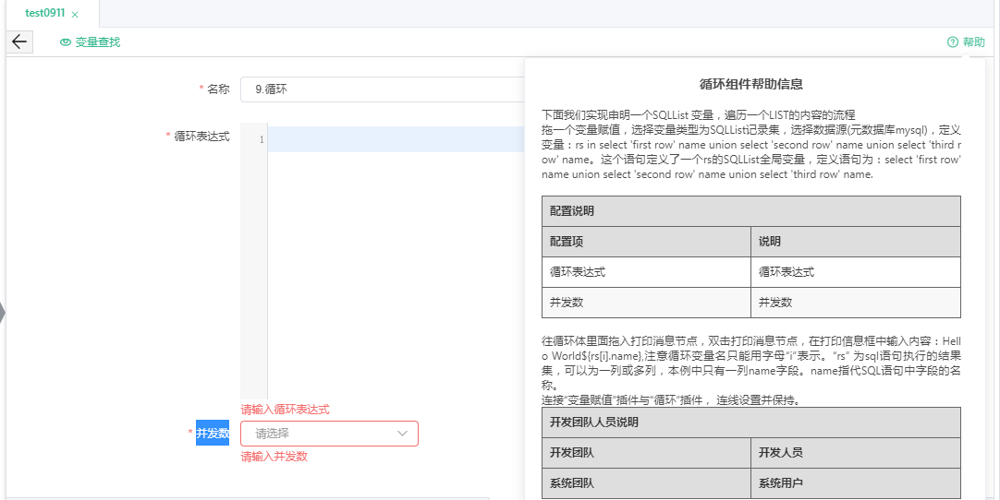 test0911 ×
变量查找
帮助
* 名称
9.循环
* 循环表达式
1
请输入循环表达式
* 并发数
请选择
请输入并发数
循环组件帮助信息
下面我们实现申明一个SQLList 变量，遍历一个LIST的内容的流程
拖一个变量赋值，选择变量类型为SQLList记录集，选择数据源(元数据库mysql)，定义
变量：rs in select 'first row' name union select 'second row' name union select 'third r
ow' name。这个语句定义了一个rs的SQLList全局变量，定义语句为：select 'first row'
name union select 'second row' name union select 'third row' name.
配置说明
配置项 说明
循环表达式 循环表达式
并发数 并发数
往循环体里面拖入打印消息节点，双击打印消息节点，在打印信息框中输入内容：Hell
o World${rs[i].name},注意循环变量名只能用字母“i”表示。“rs” 为sql语句执行的结果
集，可以为一列或多列，本例中只有一列name字段。name指代SQL语句中字段的名
称。
连接“变量赋值”插件与“循环”插件， 连线设置并保持。
开发团队人员说明
开发团队 开发人员
系统团队 系统用户